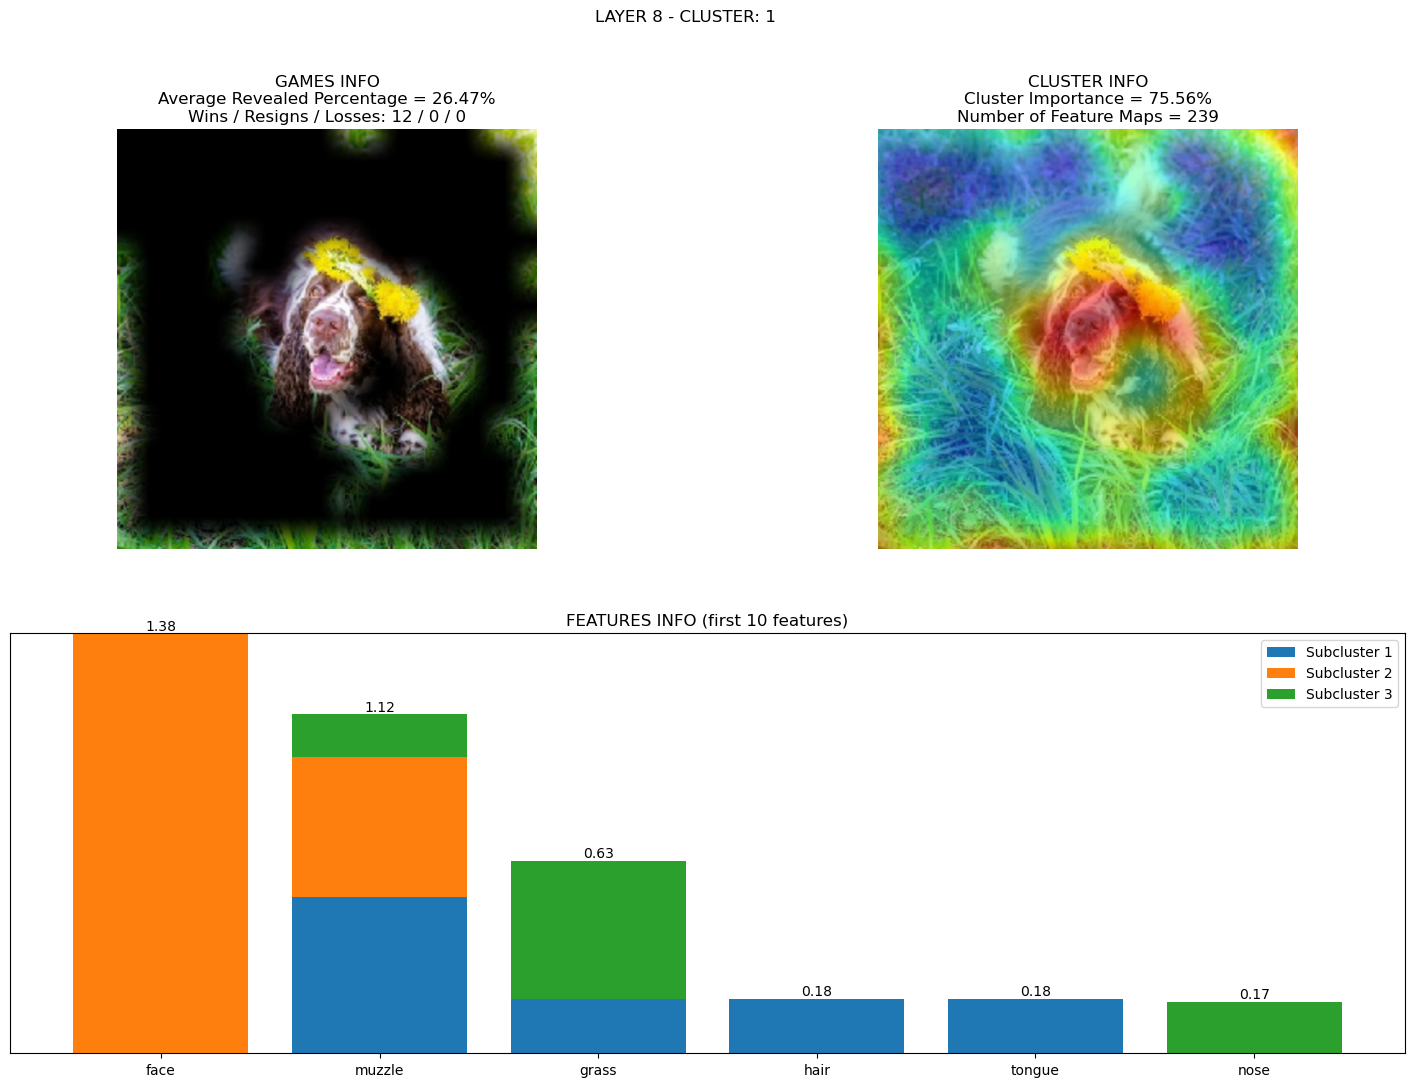 LAYER 8 - CLUSTER: 1
GAMES INFO
Average Revealed Percentage = 26.47%
Wins / Resigns / Losses: 12 / 0 / 0
CLUSTER INFO
Cluster Importance = 75.56%
Number of Feature Maps = 239
FEATURES INFO (first 10 features)
1.38
1.12
0.63
0.18
0.18
0.17
Subcluster 1
Subcluster 2
Subcluster 3
face
muzzle
grass
hair
tongue
nose